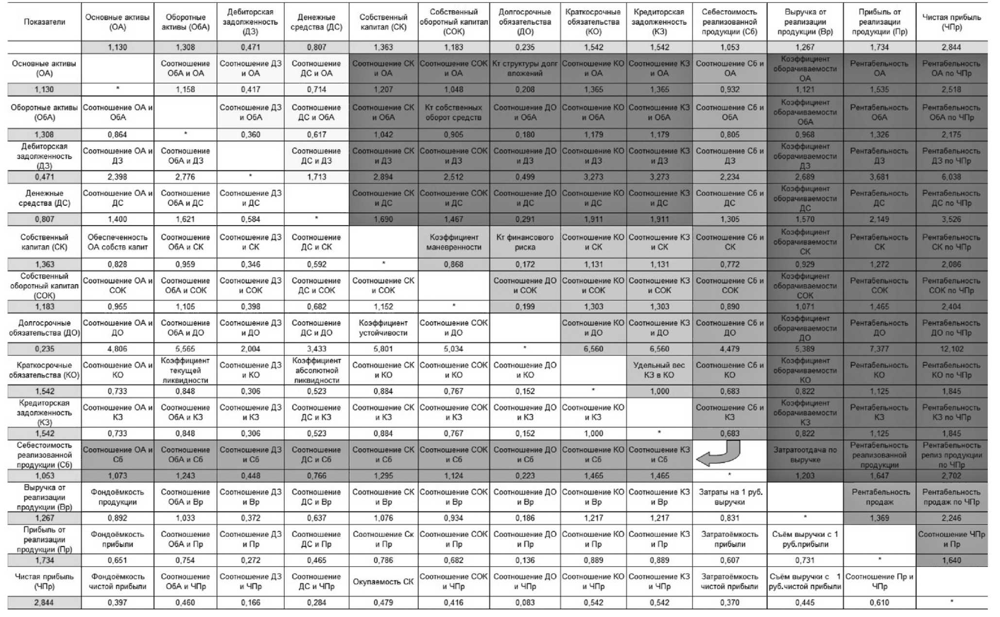 Показатели Основные активы (ОА) Оборотные активы (ОбА) Дебиторская задолженность (ДЗ) Денежные средства (ДС) Собственный капитал (СК) Собственный оборотный капитал (СОК) Долгосрочные обязательства (ДО) Краткосрочные обязательства (КО) Кредиторская задолженность (КЗ) Себестоимость реализованной продукции (Сб) Выручка от реализации продукции (Вр) Прибыль от реализации продукции (Пр) Чистая прибыль (ЧПр)
1,130 1,308 0,471 0,807 1,363 1,183 0,235 1,542 1,542 1,053 1,267 1,734 2,844
Основные активы (ОА) Соотношение ОбА и ОА Соотношение ДЗ и ОА Соотношение ДС и ОА Соотношение СК и ОА Соотношение СОК и ОА Кт структуры долг вложений Соотношение КО и ОА Соотношение КЗ и ОА Соотношение Сб и ОА Коэффициент оборачиваемости ОА Рентабельность ОА Рентабельность ОА по ЧПр
1,130 * 1,158 0,417 0,714 1,207 1,048 0,208 1,365 1,365 0,932 1,121 1,535 2,518
Оборотные активы (ОбА) Соотношение ОА и ОбА Соотношение ДЗ и ОбА Соотношение ДС и ОбА Соотношение СК и ОбА Кт собственных оборот средств Соотношение ДО и ОбА Соотношение КО и ОбА Соотношение КЗ и ОбА Соотношение Сб и ОбА Коэффициент оборачиваемости ОбА Рентабельность ОбА Рентабельность ОбА по ЧПр
1,308 0,864 * 0,360 0,617 1,042 0,905 0,180 1,179 1,179 0,805 0,968 1,326 2,175
Дебиторская задолженность (ДЗ) Соотношение ОА и ДЗ Соотношение ОбА и ДЗ Соотношение ДС и ДЗ Соотношение СК и ДЗ Соотношение СОК и ДЗ Соотношение ДО и ДЗ Соотношение КО и ДЗ Соотношение КЗ и ДЗ Соотношение Сб и ДЗ Коэффициент оборачиваемости ДЗ Рентабельность ДЗ Рентабельность ДЗ по ЧПр
0,471 2,398 2,776 * 1,713 2,894 2,512 0,499 3,273 3,273 2,234 2,689 3,681 6,038
Денежные средства (ДС) Соотношение ОА и ДС Соотношение ОбА и ДС Соотношение ДЗ и ДС Соотношение СК и ДС Соотношение СОК и ДС Соотношение ДО и ДС Соотношение КО и ДС Соотношение КЗ и ДС Соотношение Сб и ДС Коэффициент оборачиваемости ДС Рентабельность ДС Рентабельность ДС по ЧПр
0,807 1,400 1,621 0,584 * 1,690 1,467 0,291 1,911 1,911 1,305 1,570 2,149 3,526
Собственный капитал (СК) Обеспеченность ОА собств капит Соотношение ОбА и СК Соотношение ДЗ и СК Соотношение ДС и СК Коэффициент маневренности Кт финансового риска Соотношение КО и СК Соотношение КЗ и СК Соотношение Сб и СК Коэффициент оборачиваемости СК Рентабельность СК Рентабельность СК по ЧПр
1,363 0,828 0,959 0,346 0,592 * 0,868 0,172 1,131 1,131 0,772 0,929 1,272 2,086
Собственный оборотный капитал (СОК) Соотношение ОА и СОК Соотношение ОбА и СОК Соотношение ДЗ и СОК Соотношение ДС и СОК Соотношение СК и СОК Соотношение ДО и СОК Соотношение КО и СОК Соотношение КЗ и СОК Соотношение Сб и СОК Коэффициент оборачиваемости СОК Рентабельность СОК Рентабельность СОК по ЧПр
1,183 0,955 1,105 0,398 0,682 1,152 * 0,199 1,303 1,303 0,890 1,071 1,465 2,404
Долгосрочные обязательства (ДО) Соотношение ОА и ДО Соотношение ОбА и ДО Соотношение ДЗ и ДО Соотношение ДС и ДО Коэффициент устойчивости Соотношение СОК и ДО Соотношение КО и ДО Соотношение КЗ и ДО Соотношение Сб и ДО Коэффициент оборачиваемости ДО Рентабельность ДО Рентабельность ДО по ЧПр
0,235 4,806 5,565 2,004 3,433 5,801 5,034 * 6,560 6,560 4,479 5,389 7,377 12,102
Краткосрочные обязательства (КО) Соотношение ОА и КО Коэффициент текущей ликвидности Соотношение ДЗ и КО Коэффициент абсолютной ликвидности Соотношение СК и КО Соотношение СОК и КО Соотношение ДО и КО Удельный вес КЗ в КО Соотношение Сб и КО Коэффициент оборачиваемости КО Рентабельность КО Рентабельность КО по ЧПр
1,542 0,733 0,848 0,306 0,523 0,884 0,767 0,152 * 1,000 0,683 0,822 1,125 1,845
Кредиторская задолженность (КЗ) Соотношение ОА и КЗ Соотношение ОбА и КЗ Соотношение ДЗ и КЗ Соотношение ДС и КЗ Соотношение СК и КЗ Соотношение СОК и КЗ Соотношение ДО и КЗ Соотношение КО и КЗ Соотношение Сб и КЗ Коэффициент оборачиваемости КЗ Рентабельность КЗ Рентабельность КЗ по ЧПр
1,542 0,733 0,848 0,306 0,523 0,884 0,767 0,152 1,000 * 0,683 0,822 1,125 1,845
Себестоимость реализованной продукции (Сб) Соотношение ОА и Сб Соотношение ОбА и Сб Соотношение ДЗ и Сб Соотношение ДС и Сб Соотношение СК и Сб Соотношение СОК и Сб Соотношение ДО и Сб Соотношение КО и Сб Соотношение КЗ и Сб Затратоотдача по выручке Рентабельность реализованной продукции Рентабельность релиз продукции по ЧПр
1,053 1,073 1,243 0,448 0,766 1,295 1,124 0,223 1,465 1,465 * 1,203 1,647 2,702
Выручка от реализации продукции (Вр) Фондоёмкость продукции Соотношение ОбА и Вр Соотношение ДЗ и Вр Соотношение ДС и Вр Соотношение СК и Вр Соотношение СОК и Вр Соотношение ДО и Вр Соотношение КО и Вр Соотношение КЗ и Вр Затраты на 1 руб. выручки Рентабельность продаж Рентабельность продаж по ЧПр
1,267 0,892 1,033 0,372 0,637 1,076 0,934 0,186 1,217 1,217 0,831 * 1,369 2,246
Прибыль от реализации продукции (Пр) Фондоёмкость прибыли Соотношение ОбА и Пр Соотношение ДЗ и Пр Соотношение ДС и Пр Соотношение Ск и Пр Соотношение СОК и Пр Соотношение ДО и Пр Соотношение КО и Пр Соотношение КЗ и Пр Затратоёмкость прибыли Съём выручки с 1 руб.прибыли Соотношение ЧПр и Пр
1,734 0,651 0,754 0,272 0,465 0,786 0,682 0,136 0,889 0,889 0,607 0,731 * 1,640
Чистая прибыль (ЧПр) Фондоёмкость чистой прибыли Соотношение ОбА и ЧПр Соотношение ДЗ и ЧПр Соотношение ДС и ЧПр Окупаемость СК Соотношение СОК и ЧПр Соотношение ДО и ЧПр Соотношение КО и ЧПр Соотношение КЗ и ЧПр Затратоёмкость чистой прибыли Съём выручки с 1 руб.чистой прибыли Соотношение Пр и ЧПр
2,844 0,397 0,460 0,166 0,284 0,479 0,416 0,083 0,542 0,542 0,370 0,445 0,610 *